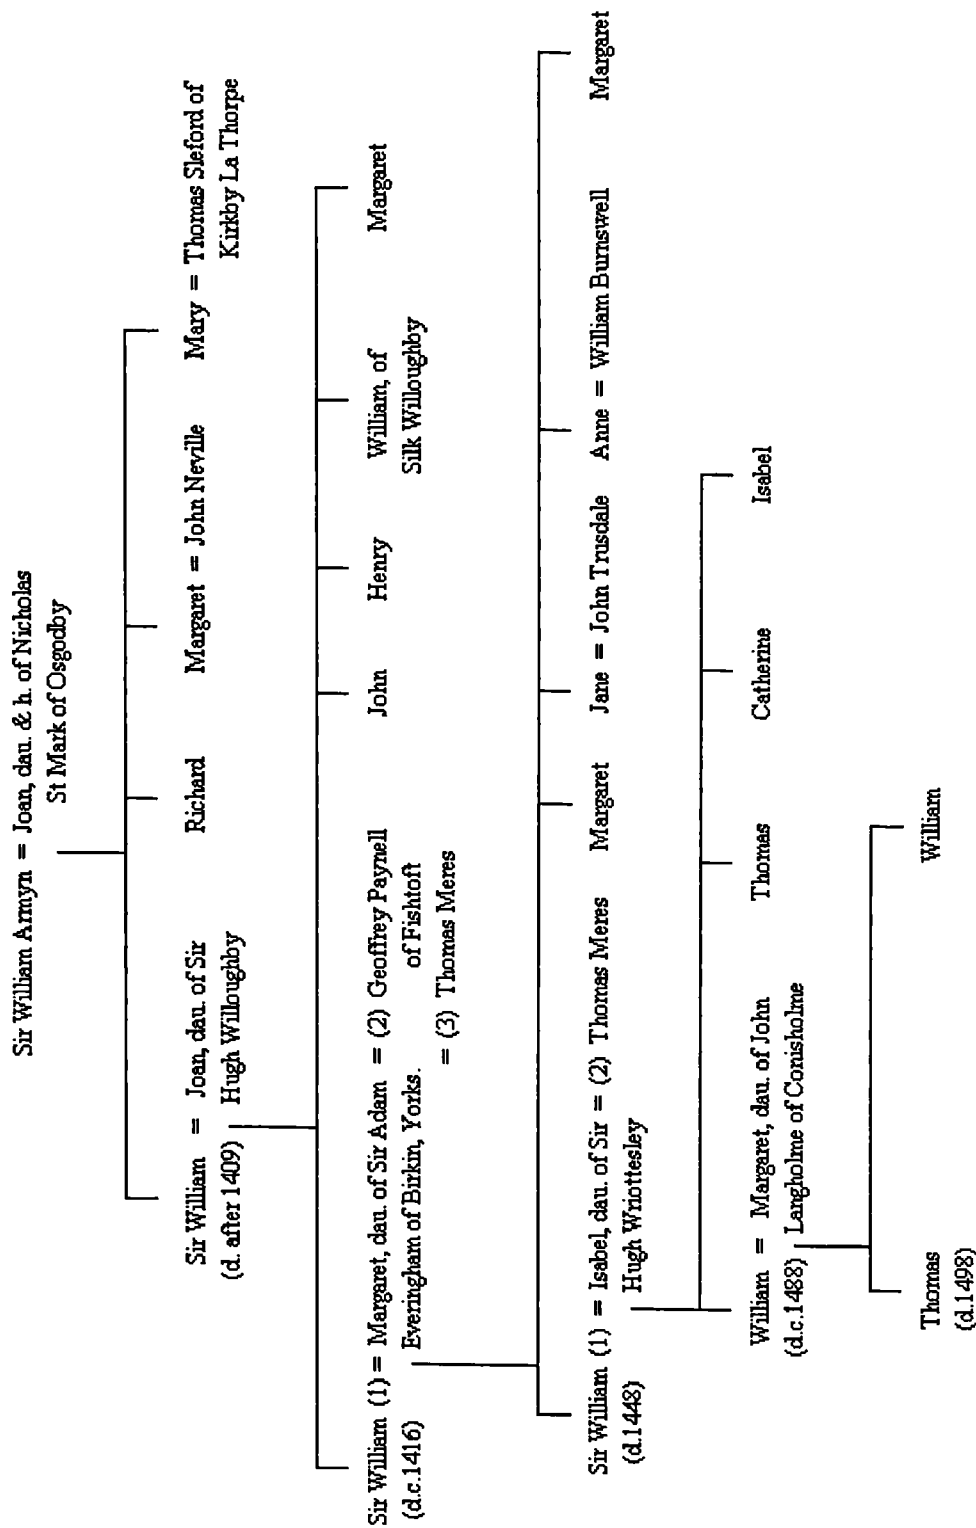 Sir William Armyn = Joan, dau. & h. of Nicholas
St Mark of Osgodby
Sir William = Joan, dau. of Sir
(d. after 1409) Hugh Willoughby
Richard
Margaret = John Neville
Mary = Thomas Sleford of
Kirkby La Thorpe
Sir William (1) = Margaret, dau. of Sir Adam = (2) Geoffrey Paynell
(d.c.1416) Everingham of Birkin, Yorks. of Fishtoft
= (3) Thomas Meres
John
Henry
William, of
Silk Willoughby
Margaret
Sir William (1) = Isabel, dau. of Sir = (2) Thomas Meres
(d.1448) Hugh Wriottesley
Margaret
Jane = John Trusdale
Anne = William Burnswell
Margaret
William = Margaret, dau. of John
(d.c.1488) Langholme of Conisholme
Thomas
Catherine
Isabel
Thomas
(d.1498)
William